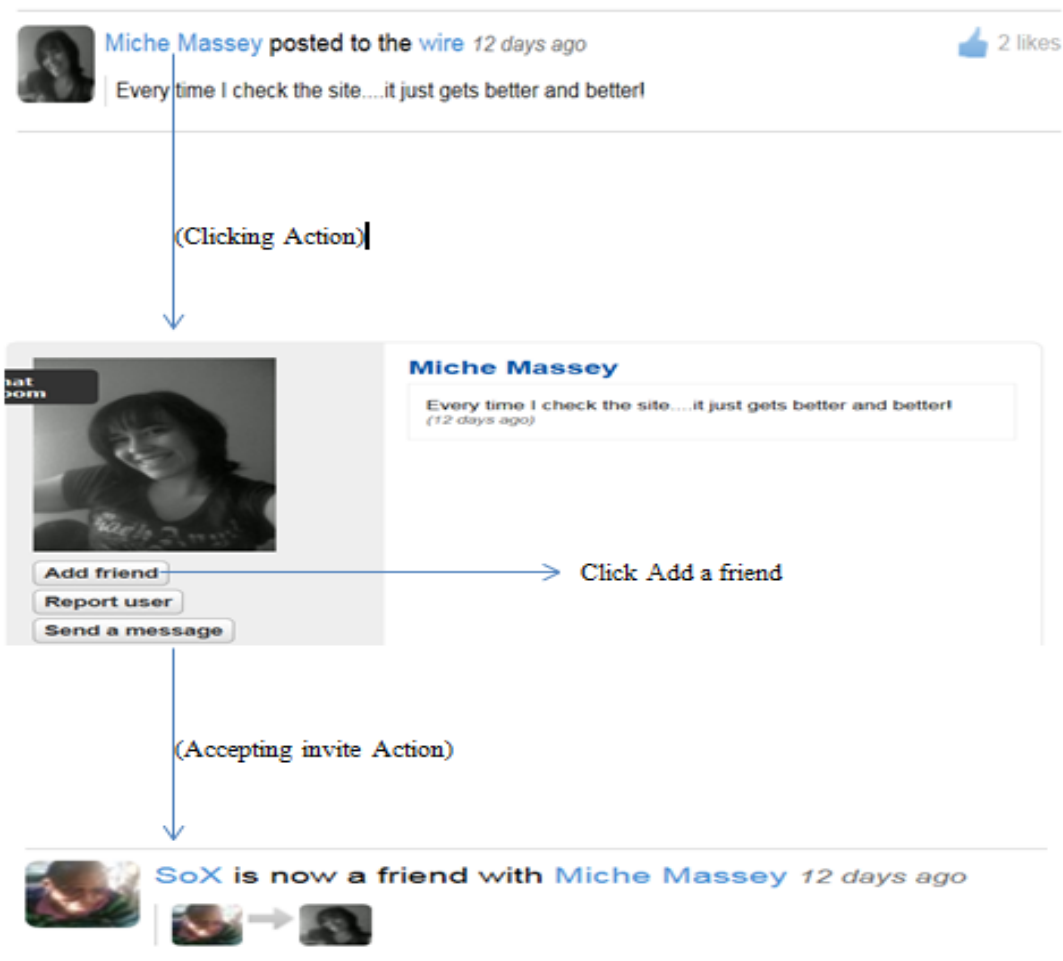 Miche Massey posted to the wire 12 days ago
2 likes
Every time I check the site....it just gets better and better!
(Clicking Action)
hat
oom
Miche Massey
Every time I check the site....it just gets better and better!
(12 days ago)
Add friend
Click Add a friend
Report user
Send a message
(Accepting invite Action)
SoX is now a friend with Miche Massey 12 days ago